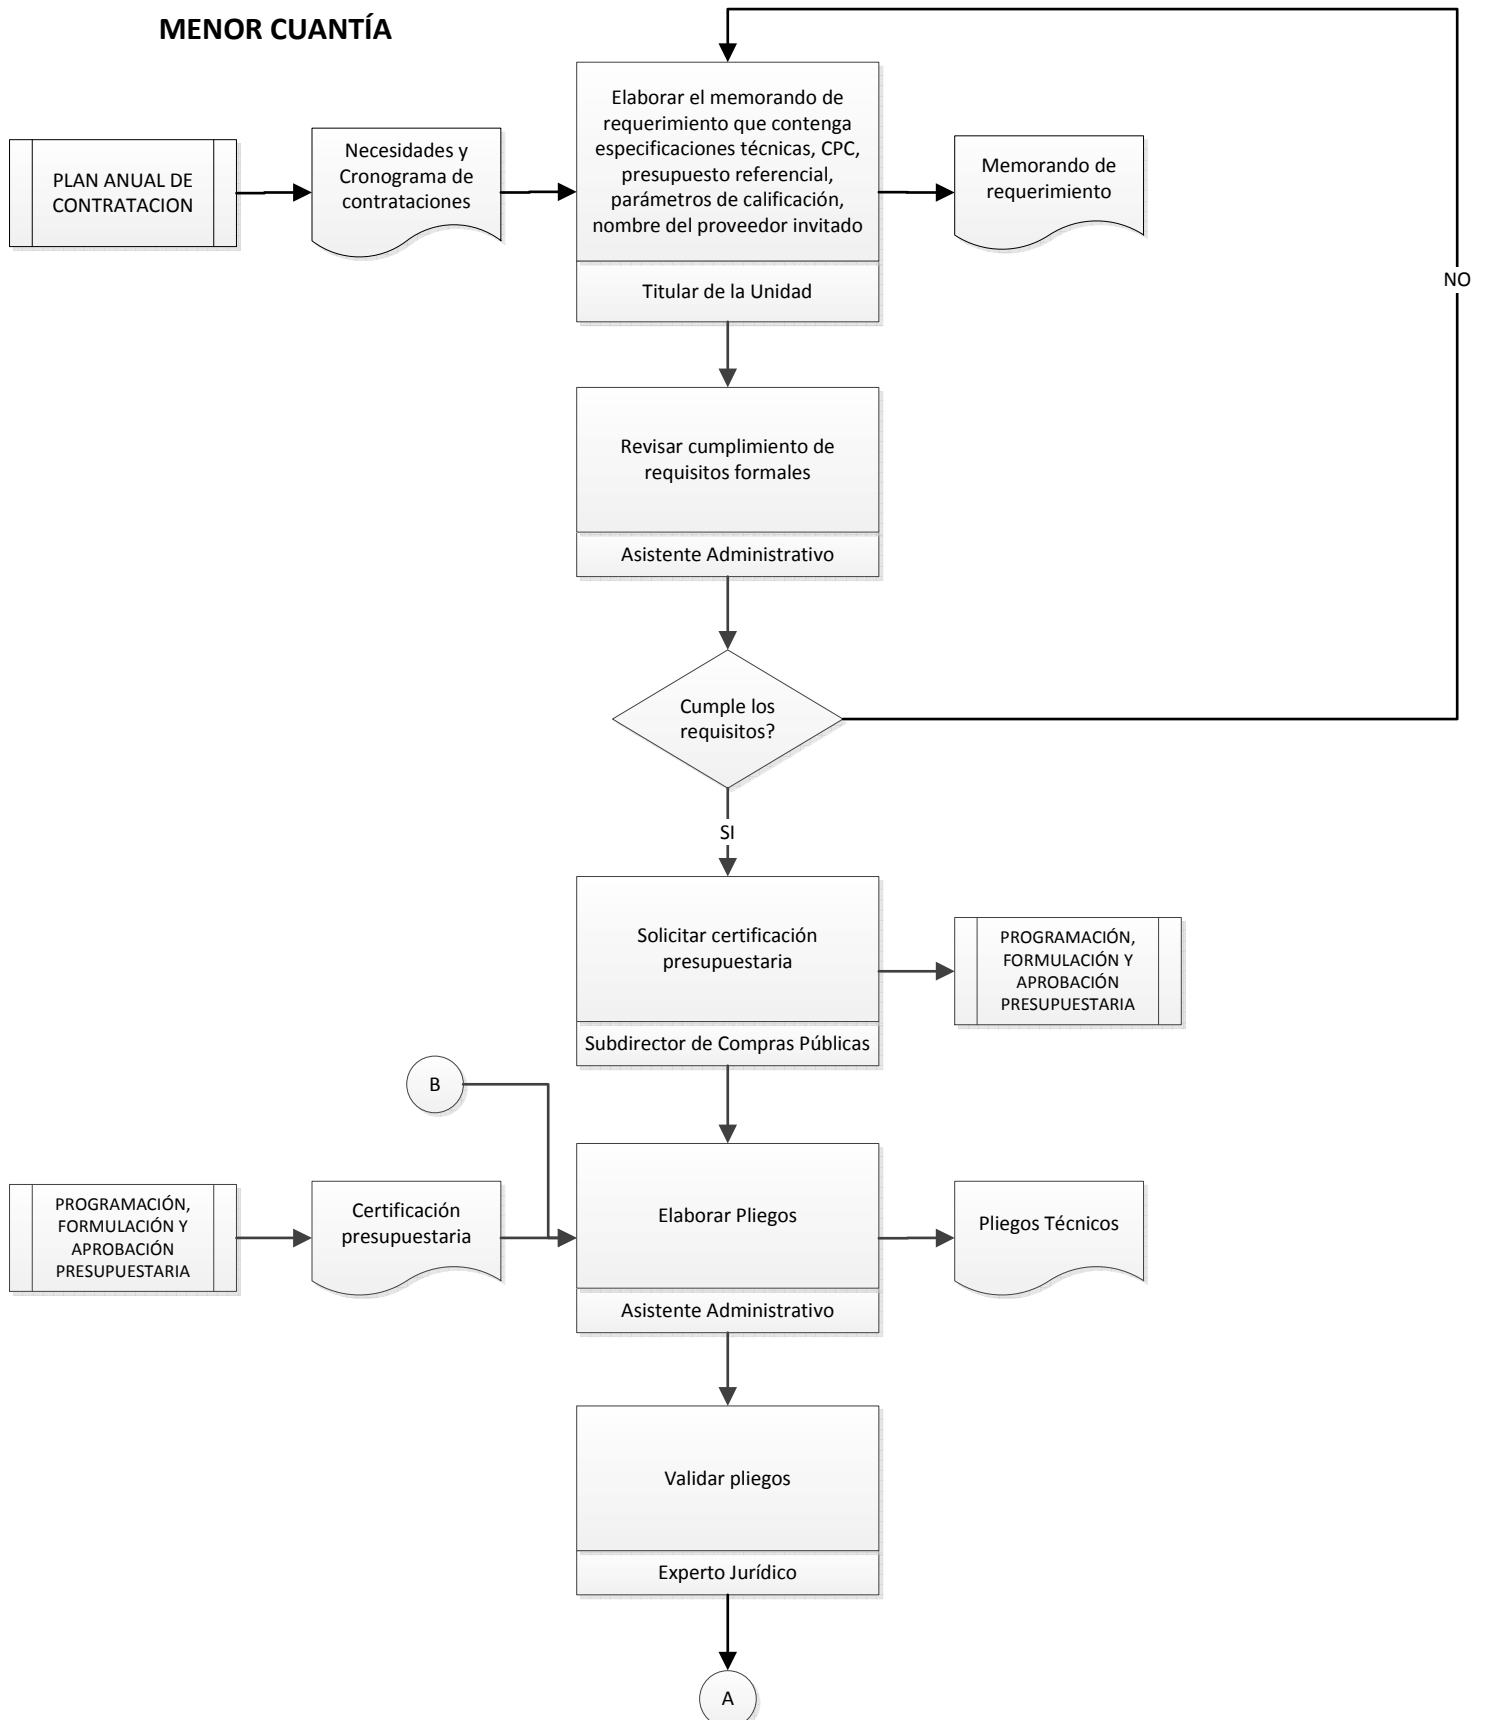 MENOR CUANTÍA
PLAN ANUAL DE
CONTRATACION
Necesidades y
Cronograma de
contrataciones
Elaborar el memorando de
requerimiento que contenga
especificaciones técnicas, CPC,
presupuesto referencial,
parámetros de calificación,
nombre del proveedor invitado
Titular de la Unidad
Memorando de
requerimiento
NO
Revisar cumplimiento de
requisitos formales
Asistente Administrativo
Cumple los
requisitos?
SI
Solicitar certificación
presupuestaria
Subdirector de Compras Públicas
PROGRAMACIÓN,
FORMULACIÓN Y
APROBACIÓN
PRESUPUESTARIA
B
PROGRAMACIÓN,
FORMULACIÓN Y
APROBACIÓN
PRESUPUESTARIA
Certificación
presupuestaria
Elaborar Pliegos
Asistente Administrativo
Pliegos Técnicos
Validar pliegos
Experto Jurídico
A